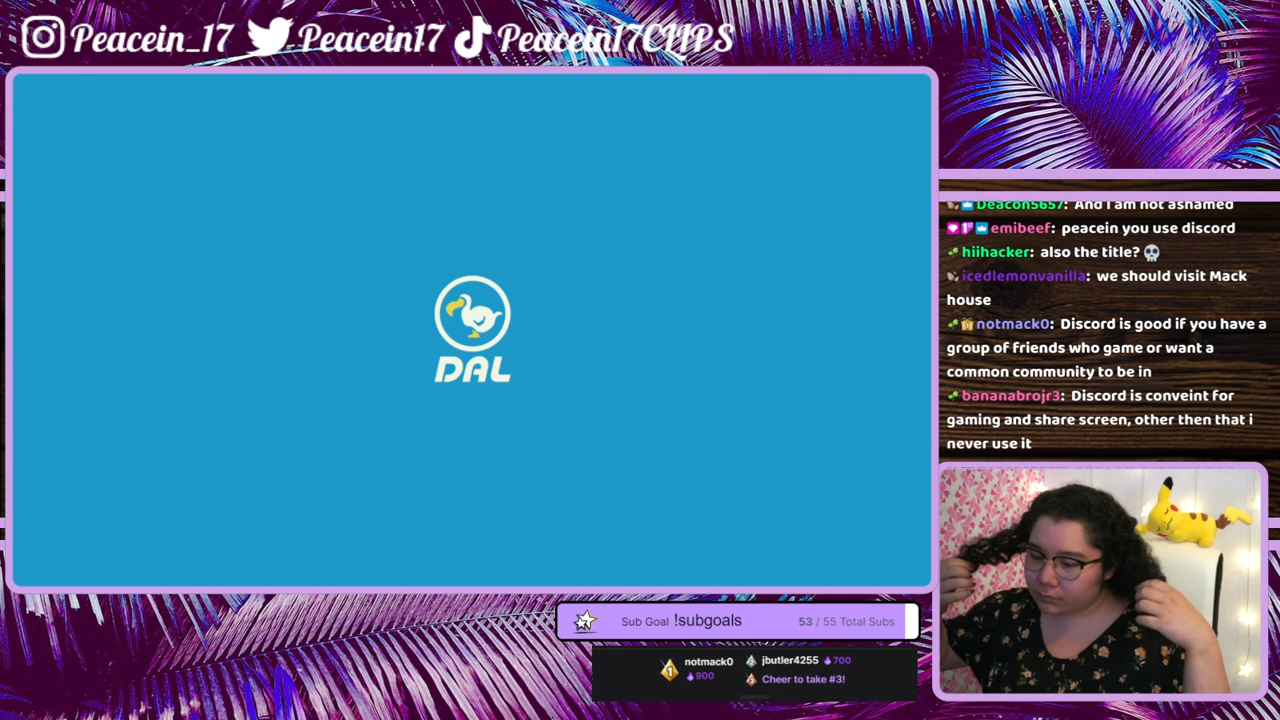 Peacein_17 Peacein17 Peacein17CLIPS
DAL
Deacon5657: And I am not ashamed
emibeef: peacein you use discord
hiihacker: also the title? 💀
icedlemonvanilla: we should visit Mack
house
notmack0: Discord is good if you have a
group of friends who game or want a
common community to be in
bananabrojr3: Discord is conveint for
gaming and share screen, other then that i
never use it
Sub Goal !subgoals 53 / 55 Total Subs
1 notmack0 900
2 jbutler4255 700
3 Cheer to take #3!